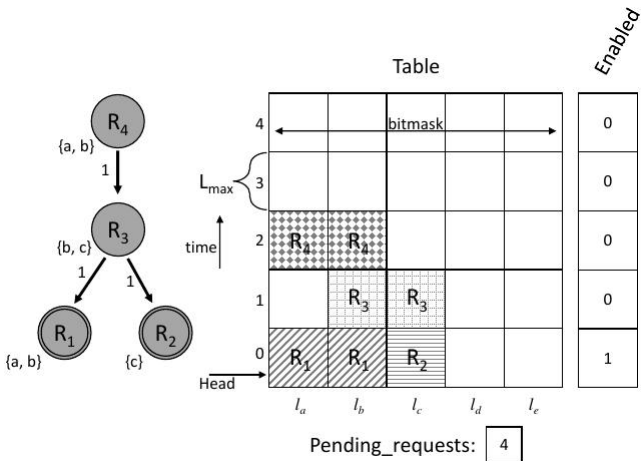 Enabled
Table
R4
{a, b}
1
R3
{b, c}
1
1
R1
{a, b}
R2
{c}
4
bitmask
0
Lmax
3
0
time
2
R4
R4
0
1
R3
R3
0
0
R1
R1
R2
1
Head
la
lb
lc
ld
le
Pending_requests: 4